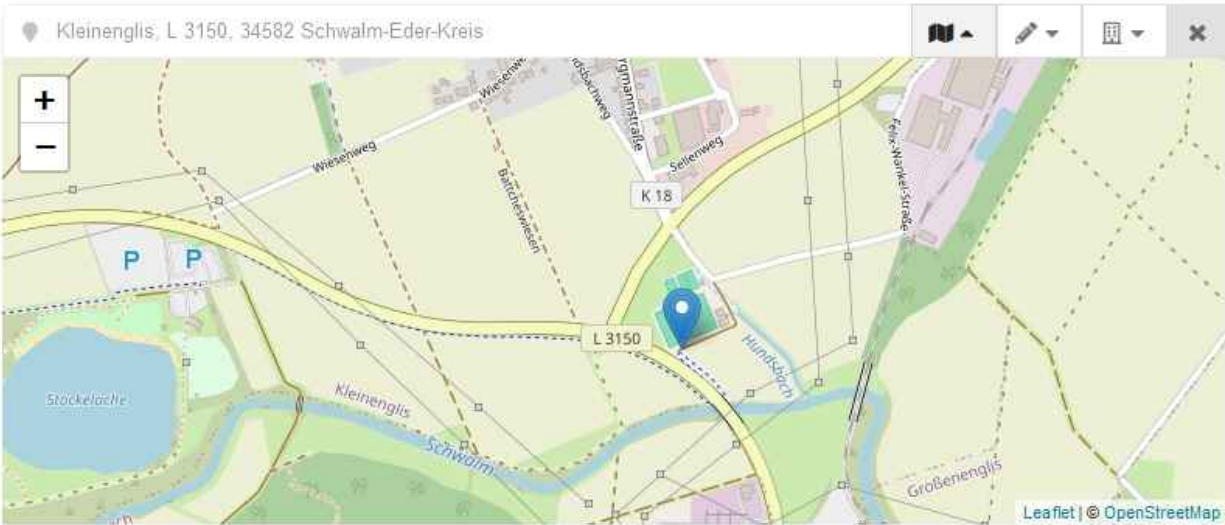 Kleinenglis, L 3150, 34582 Schwalm-Eder-Kreis
+
−
Wiesenweg
K 18
Sellenweg
Felix-Wankel-Straße
Wiesenweg
Battcheswiesen
P
P
L 3150
Hundsbach
Stockelache
Kleinenglis
Schwalm
Großenenglis
Leaflet | © OpenStreetMap